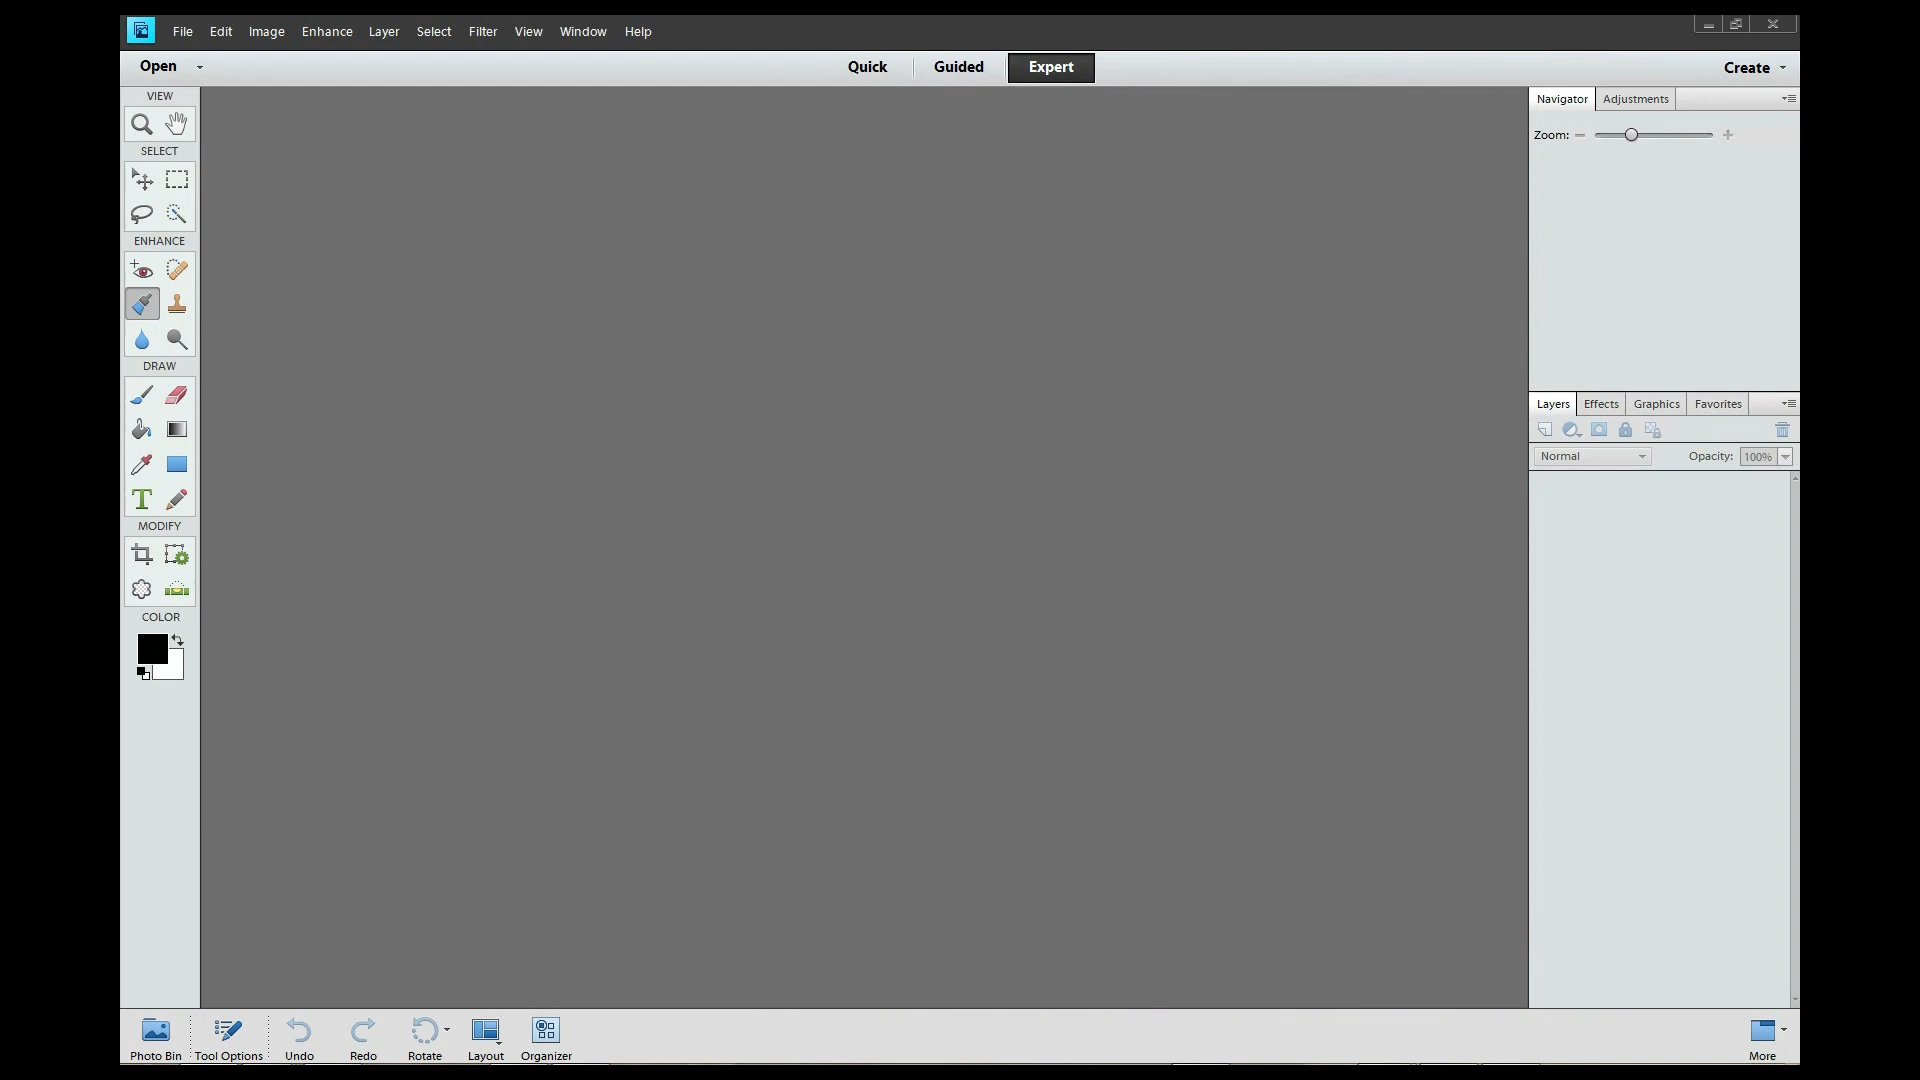 File Edit Image Enhance Layer Select Filter View Window Help
Open Quick Guided Expert Create
VIEW
SELECT
ENHANCE
DRAW
MODIFY
COLOR
Navigator Adjustments
Zoom:
Layers Effects Graphics Favorites
Normal Opacity: 100%
Photo Bin Tool Options Undo Redo Rotate Layout Organizer More